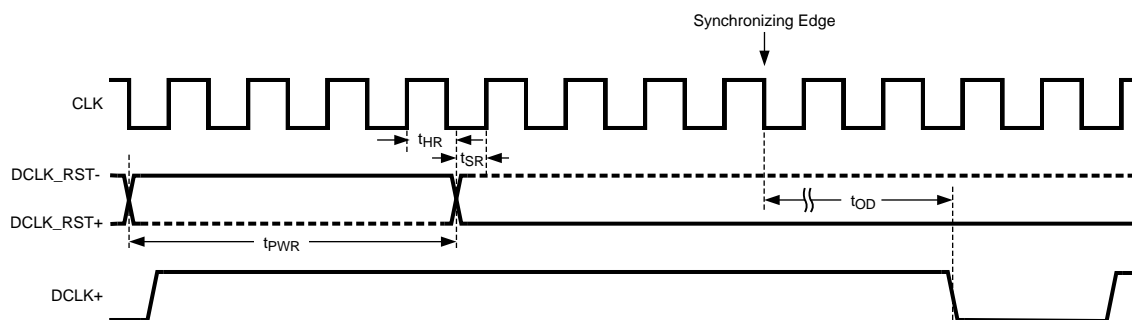 Synchronizing Edge
CLK
tHR
tSR
DCLK_RST-
tOD
DCLK_RST+
tPWR
DCLK+